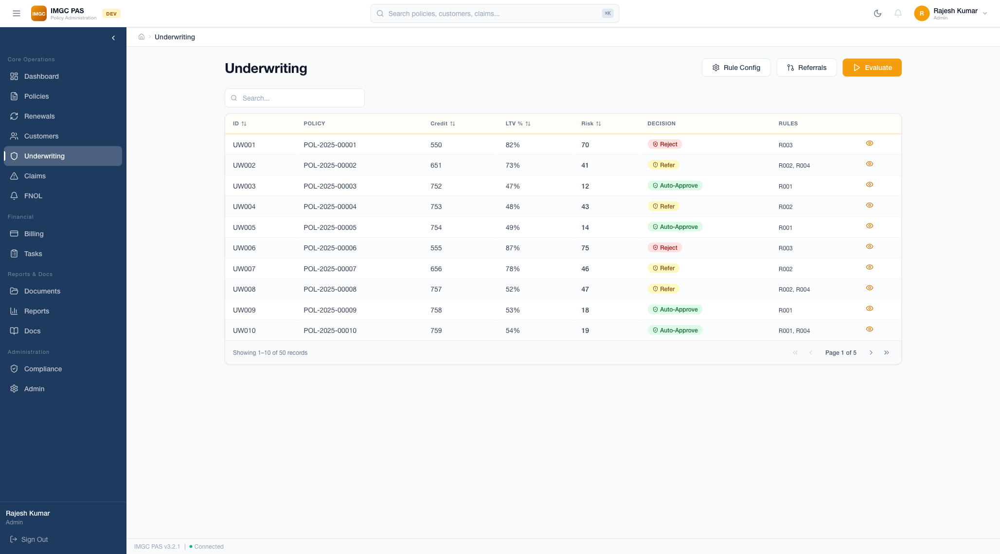 IMGC
IMGC PAS
Policy Administration
DEV
Search policies, customers, claims...
⌘K
R
Rajesh Kumar
Admin
Core Operations
Dashboard
Policies
Renewals
Customers
Underwriting
Claims
FNOL
Financial
Billing
Tasks
Reports & Docs
Documents
Reports
Docs
Administration
Compliance
Admin
Rajesh Kumar
Admin
Sign Out
Underwriting
Underwriting
Rule Config
Referrals
Evaluate
Search...
ID POLICY Credit LTV % Risk DECISION RULES
UW001 POL-2025-00001 550 82% 70 Reject R003
UW002 POL-2025-00002 651 73% 41 Refer R002, R004
UW003 POL-2025-00003 752 47% 12 Auto-Approve R001
UW004 POL-2025-00004 753 48% 43 Refer R002
UW005 POL-2025-00005 754 49% 14 Auto-Approve R001
UW006 POL-2025-00006 555 87% 75 Reject R003
UW007 POL-2025-00007 656 78% 46 Refer R002
UW008 POL-2025-00008 757 52% 47 Refer R002, R004
UW009 POL-2025-00009 758 53% 18 Auto-Approve R001
UW010 POL-2025-00010 759 54% 19 Auto-Approve R001, R004
Showing 1–10 of 50 records
Page 1 of 5
IMGC PAS v3.2.1 | Connected